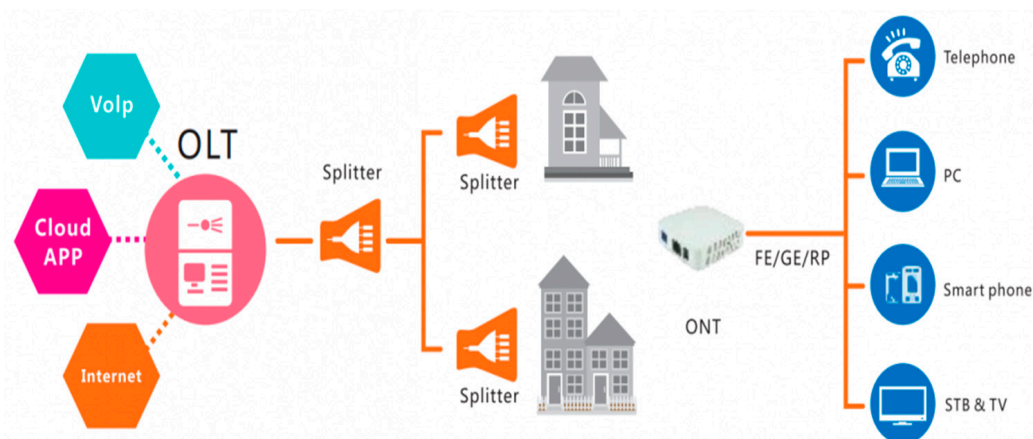 Volp
OLT
Cloud
APP
Internet
Splitter
Splitter
Splitter
FE/GE/RP
ONT
Telephone
PC
Smart phone
STB & TV